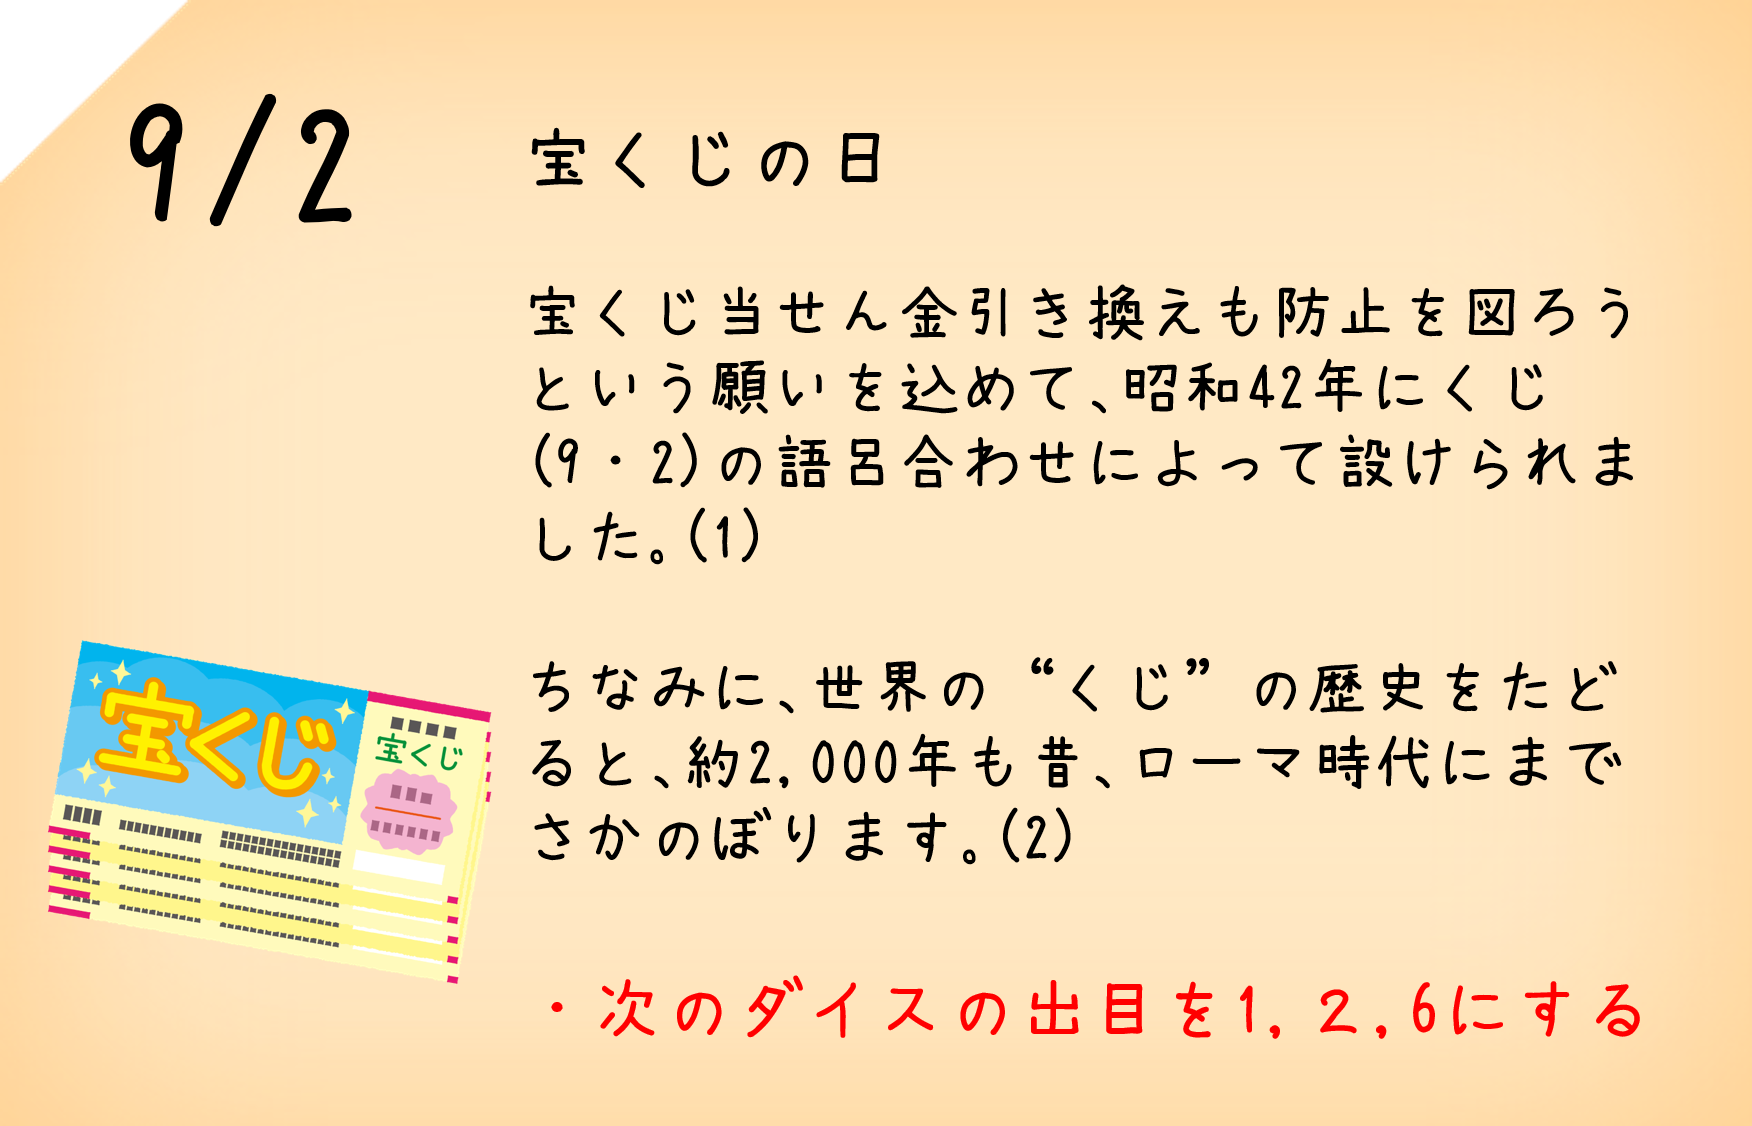 9/2
宝くじの日
宝くじ当せん金引き換えも防止を図ろう
という願いを込めて、昭和42年にくじ
(9・2)の語呂合わせによって設けられま
した。(1)
ちなみに、世界の“くじ”の歴史をたど
ると、約2,000年も昔、ローマ時代にまで
さかのぼります。(2)
宝くじ
宝くじ
・次のダイスの出目を1,2,6にする